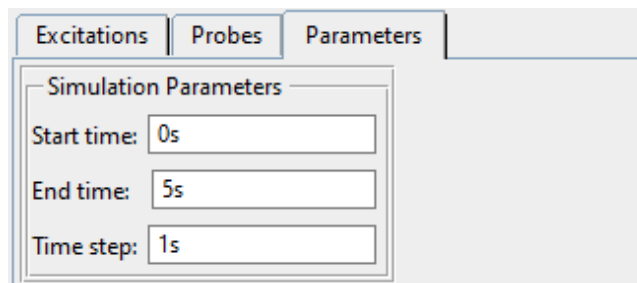 Excitations Probes Parameters
Simulation Parameters
Start time: 0s
End time: 5s
Time step: 1s